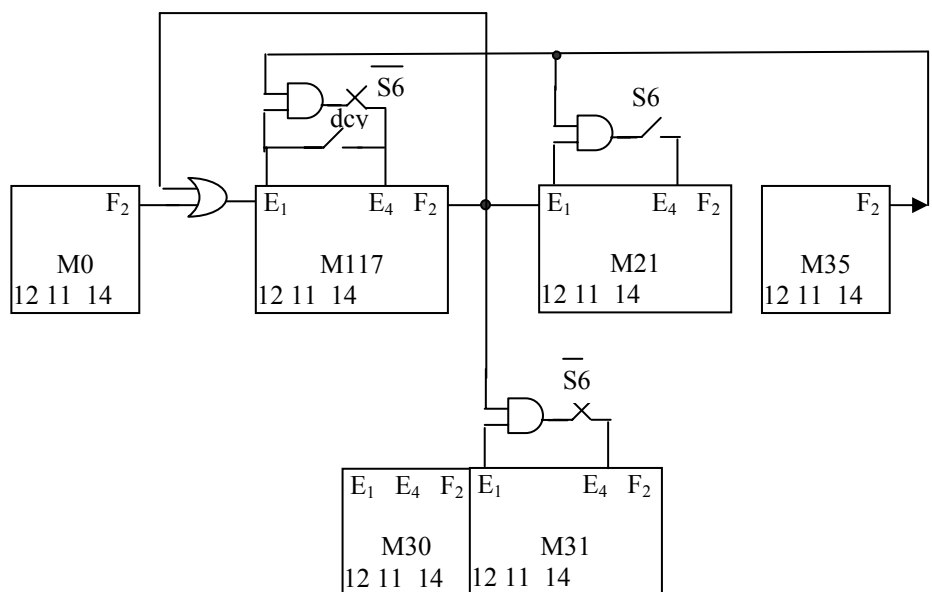 S6
dcy
S6
F₂
E₁ E₄ F₂
E₁ E₄ F₂
F₂
M0
M117
M21
M35
12 11 14
12 11 14
12 11 14
12 11 14
S6
E₁ E₄ F₂
E₁ E₄ F₂
M30
M31
12 11 14
12 11 14